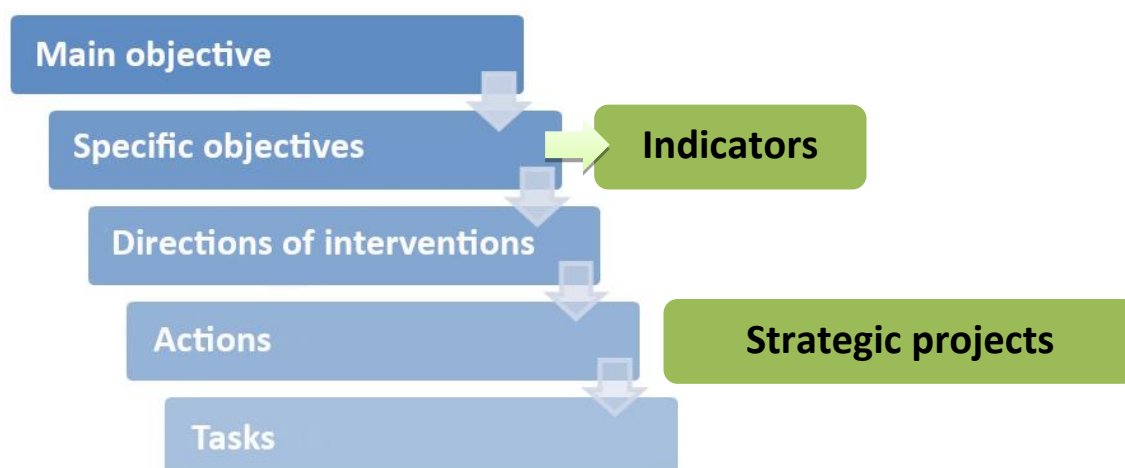 Main objective
Specific objectives
Indicators
Directions of interventions
Actions
Strategic projects
Tasks